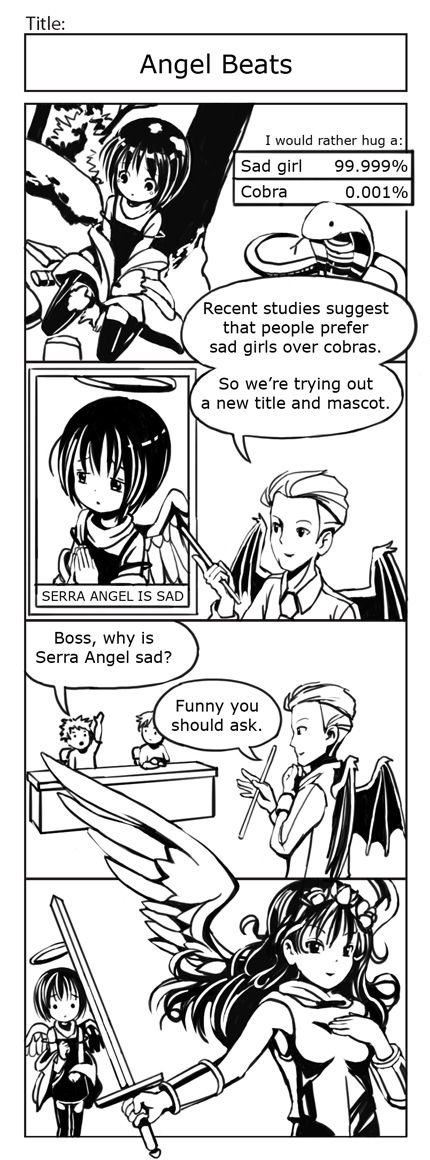 Title:
Angel Beats
I would rather hug a:
Sad girl 99.999%
Cobra 0.001%
Recent studies suggest
that people prefer
sad girls over cobras.
So we’re trying out
a new title and mascot.
SERRA ANGEL IS SAD
Boss, why is
Serra Angel sad?
Funny you
should ask.